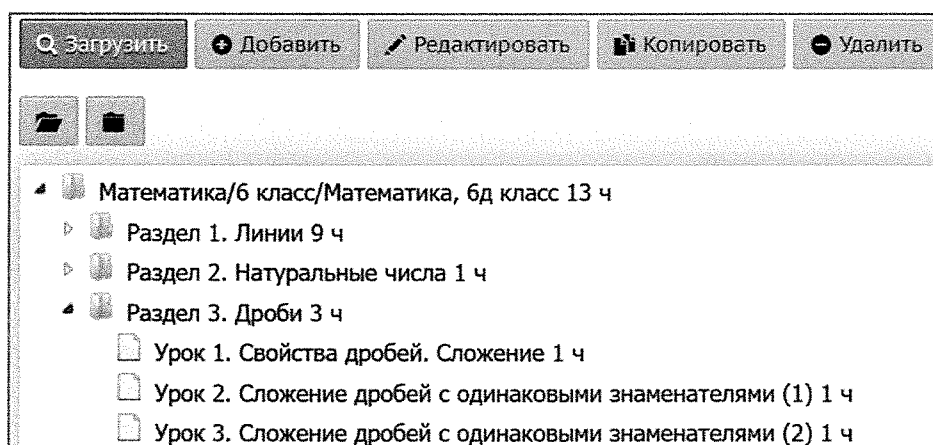 Загрузить Добавить Редактировать Копировать Удалить
Математика/6 класс/Математика, 6д класс 13 ч
Раздел 1. Линии 9 ч
Раздел 2. Натуральные числа 1 ч
Раздел 3. Дроби 3 ч
Урок 1. Свойства дробей. Сложение 1 ч
Урок 2. Сложение дробей с одинаковыми знаменателями (1) 1 ч
Урок 3. Сложение дробей с одинаковыми знаменателями (2) 1 ч